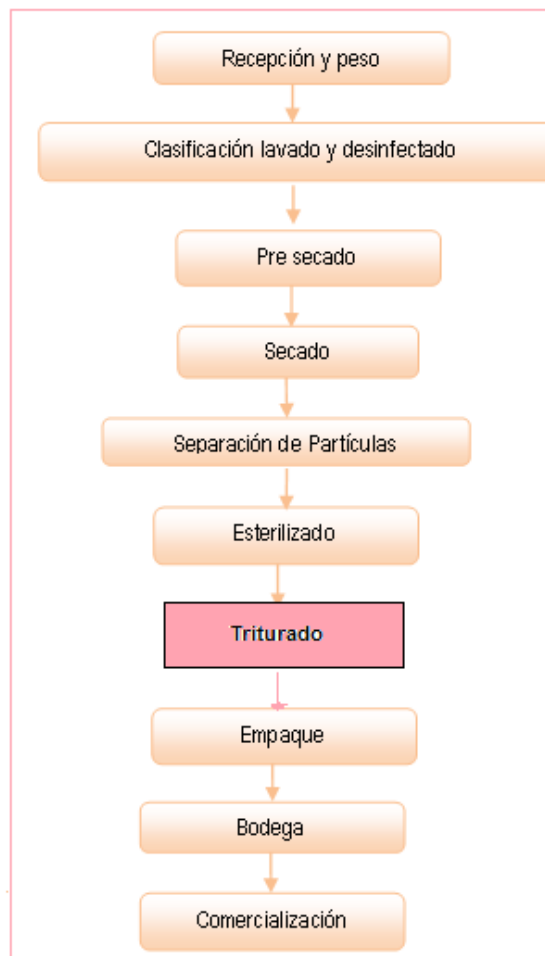 Recepción y peso
Clasificación lavado y desinfectado
Pre secado
Secado
Separación de Partículas
Esterilizado
Triturado
Empaque
Bodega
Comercialización